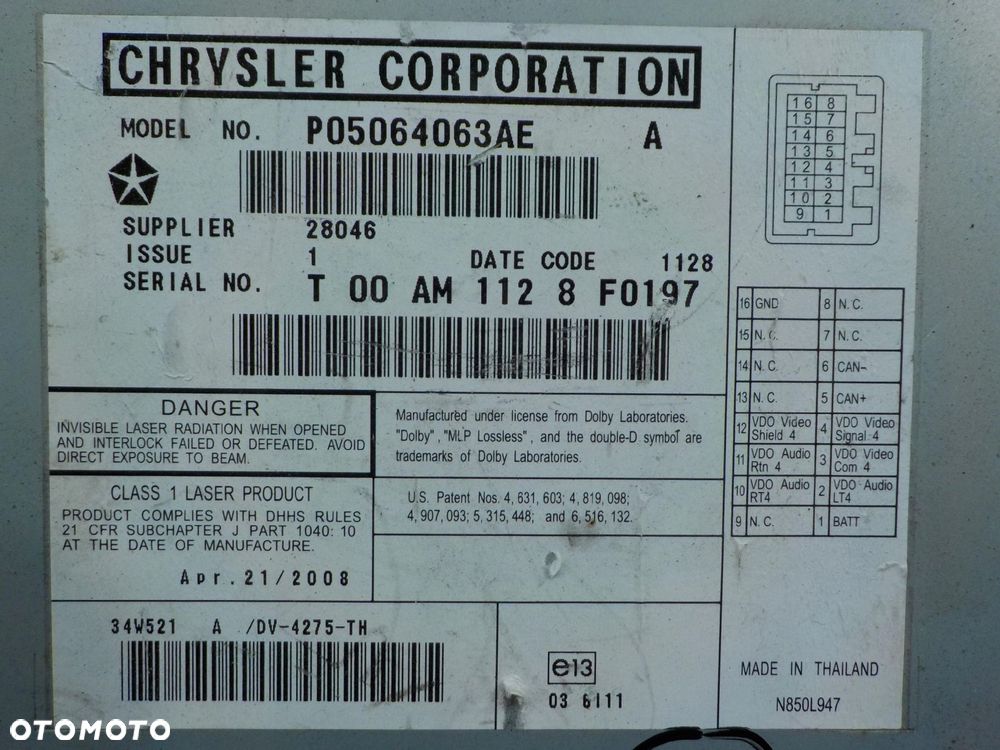 CHRYSLER CORPORATION
MODEL NO. P05064063AE A
SUPPLIER 28046
ISSUE 1 DATE CODE 1128
SERIAL NO. T 00 AM 112 8 F0197
DANGER
INVISIBLE LASER RADIATION WHEN OPENED
AND INTERLOCK FAILED OR DEFEATED. AVOID
DIRECT EXPOSURE TO BEAM.
Manufactured under license from Dolby Laboratories.
"Dolby", "MLP Lossless", and the double-D symbol are
trademarks of Dolby Laboratories.
CLASS 1 LASER PRODUCT
PRODUCT COMPLIES WITH DHHS RULES
21 CFR SUBCHAPTER J PART 1040: 10
AT THE DATE OF MANUFACTURE.
Apr. 21/2008
U.S. Patent Nos. 4, 631, 603; 4, 819, 098;
4, 907, 093; 5, 315, 448; and 6, 516, 132.
34W521 A /DV-4275-TH
e13
03 6111
16 8
15 7
14 6
13 5
12 4
11 3
10 2
9 1
16 GND 8 N.C.
15 N.C. 7 N.C.
14 N.C. 6 CAN-
13 N.C. 5 CAN+
12 VDO Video Shield 4 4 VDO Video Signal 4
11 VDO Audio Rtn 4 3 VDO Video Com 4
10 VDO Audio RT4 2 VDO Audio LT4
9 N.C. 1 BATT
MADE IN THAILAND
N850L947
OTOMOTO